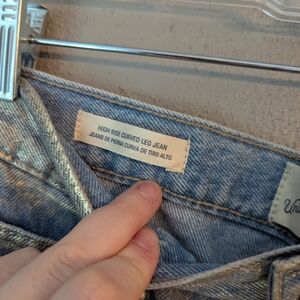 HIGH RISE CURVED LEG JEAN
JEANS DE PIERNA CURVA DE TIRO ALTO